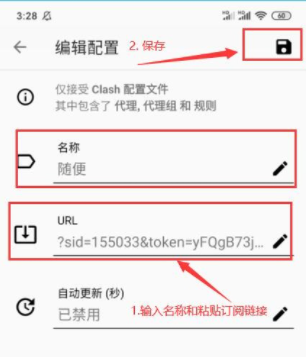 3:28
60
编辑配置
2. 保存
仅接受 Clash 配置文件
其中包含了 代理, 代理组 和 规则
名称
随便
URL
?sid=155033&token=yFQgB73j...
自动更新 (秒)
已禁用
1.输入名称和粘贴订阅链接